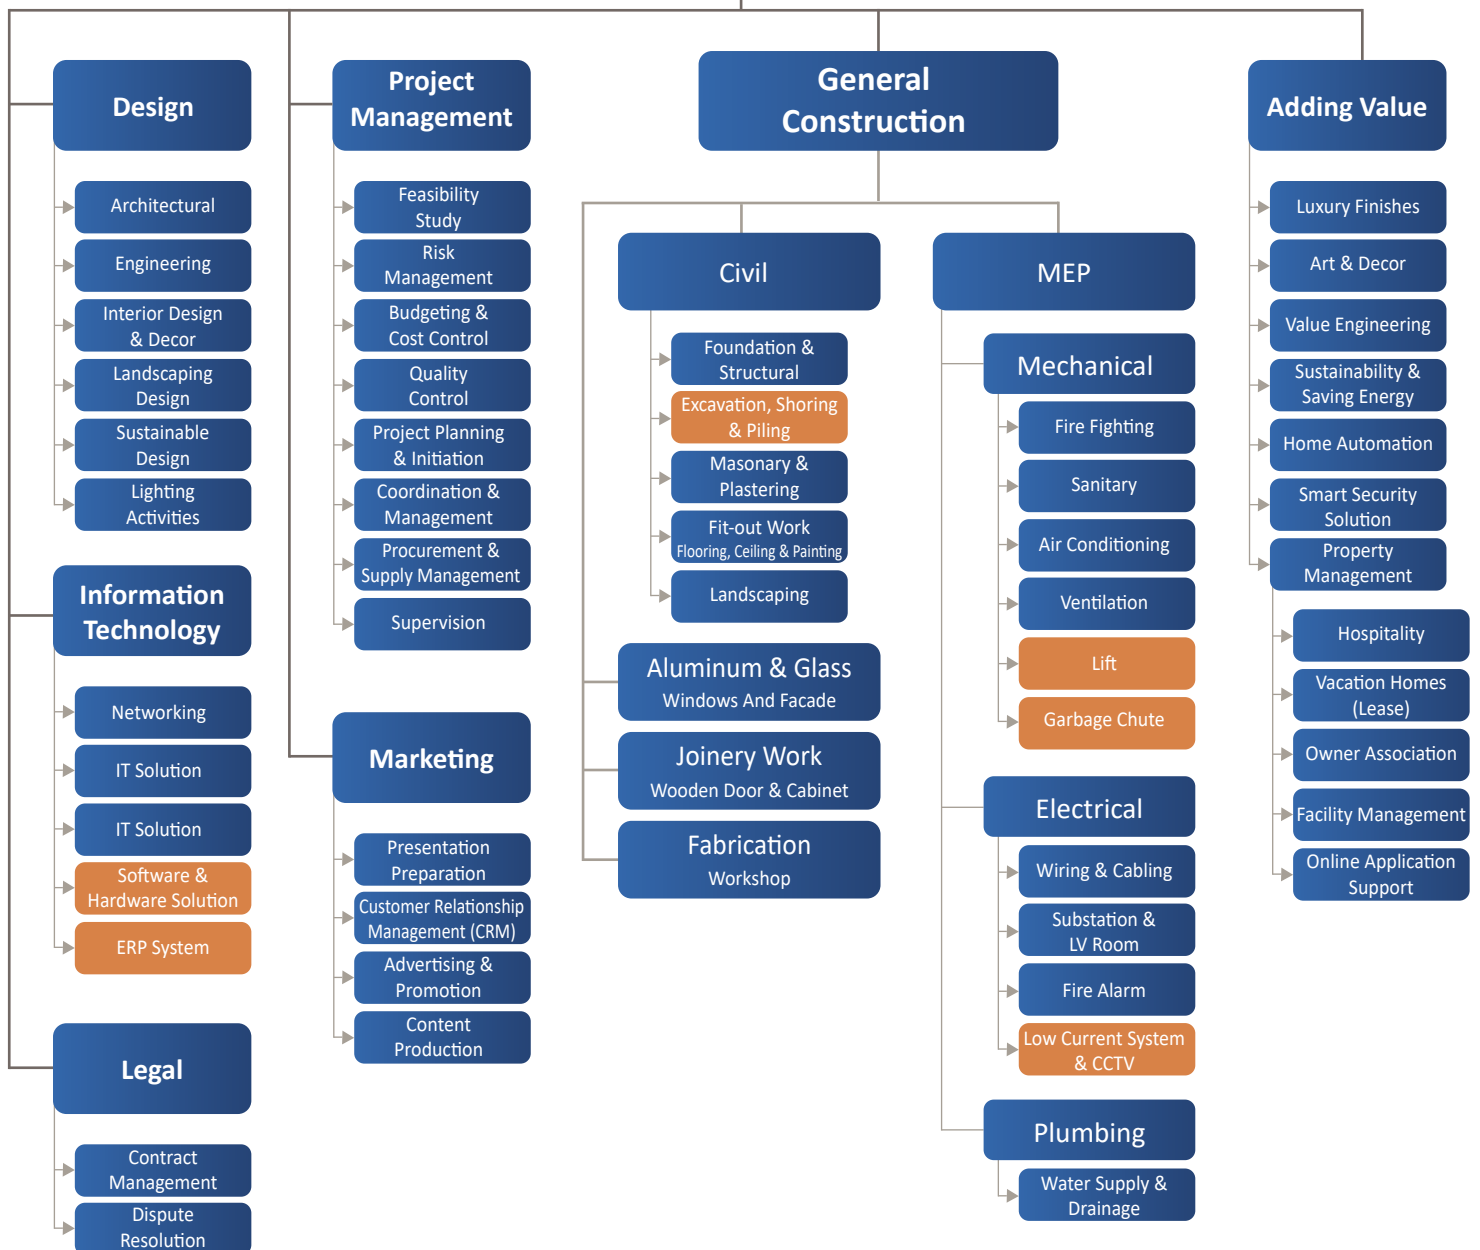 Design
Architectural
Engineering
Interior Design
& Decor
Landscaping
Design
Sustainable
Design
Lighting
Activities
Information
Technology
Networking
IT Solution
IT Solution
Software &
Hardware Solution
ERP System
Legal
Contract
Management
Dispute
Resolution
Project
Management
Feasibility
Study
Risk
Management
Budgeting &
Cost Control
Quality
Control
Project Planning
& Initiation
Coordination &
Management
Procurement &
Supply Management
Supervision
Marketing
Presentation
Preparation
Customer Relationship
Management (CRM)
Advertising &
Promotion
Content
Production
General
Construction
Civil
Foundation &
Structural
Excavation, Shoring
& Piling
Masonary &
Plastering
Fit-out Work
Flooring, Ceiling & Painting
Landscaping
Aluminum & Glass
Windows And Facade
Joinery Work
Wooden Door & Cabinet
Fabrication
Workshop
MEP
Mechanical
Fire Fighting
Sanitary
Air Conditioning
Ventilation
Lift
Garbage Chute
Electrical
Wiring & Cabling
Substation &
LV Room
Fire Alarm
Low Current System
& CCTV
Plumbing
Water Supply &
Drainage
Adding Value
Luxury Finishes
Art & Decor
Value Engineering
Sustainability &
Saving Energy
Home Automation
Smart Security
Solution
Property
Management
Hospitality
Vacation Homes
(Lease)
Owner Association
Facility Management
Online Application
Support